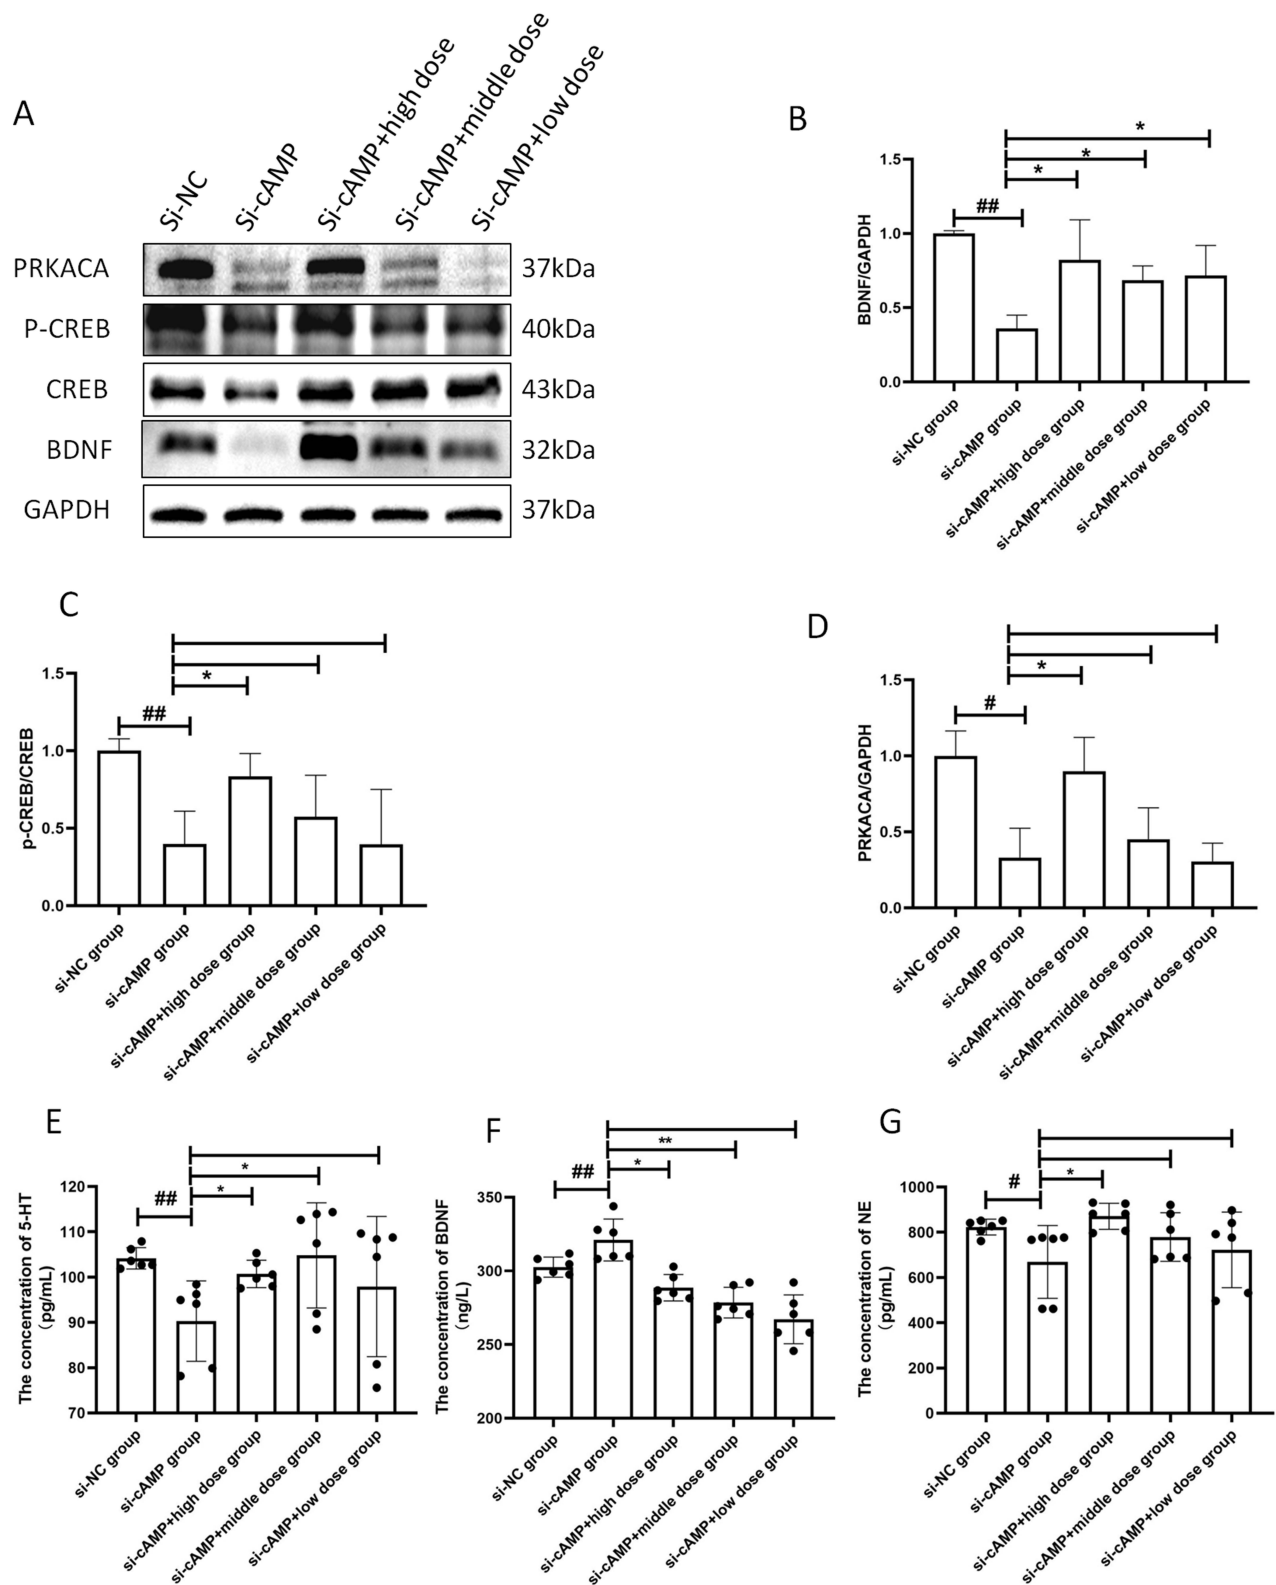 A
Si-NC
Si-cAMP
Si-cAMP+high dose
Si-cAMP+middle dose
Si-cAMP+low dose
PRKACA 37kDa
P-CREB 40kDa
CREB 43kDa
BDNF 32kDa
GAPDH 37kDa
B
BDNF/GAPDH
1.5
1.0
0.5
0.0
##
*
*
*
si-NC group
si-cAMP group
si-cAMP+high dose group
si-cAMP+middle dose group
si-cAMP+low dose group
C
p-CREB/CREB
1.5
1.0
0.5
0.0
##
*
si-NC group
si-cAMP group
si-cAMP+high dose group
si-cAMP+middle dose group
si-cAMP+low dose group
D
PRKACA/GAPDH
1.5
1.0
0.5
0.0
#
*
si-NC group
si-cAMP group
si-cAMP+high dose group
si-cAMP+middle dose group
si-cAMP+low dose group
E
The concentration of 5-HT
(pg/mL)
120
110
100
90
80
70
##
*
*
si-NC group
si-cAMP group
si-cAMP+high dose group
si-cAMP+middle dose group
si-cAMP+low dose group
F
The concentration of BDNF
(ng/L)
350
300
250
200
##
*
**
si-NC group
si-cAMP group
si-cAMP+high dose group
si-cAMP+middle dose group
si-cAMP+low dose group
G
The concentration of NE
(pg/mL)
1000
800
600
400
200
0
#
*
si-NC group
si-cAMP group
si-cAMP+high dose group
si-cAMP+middle dose group
si-cAMP+low dose group